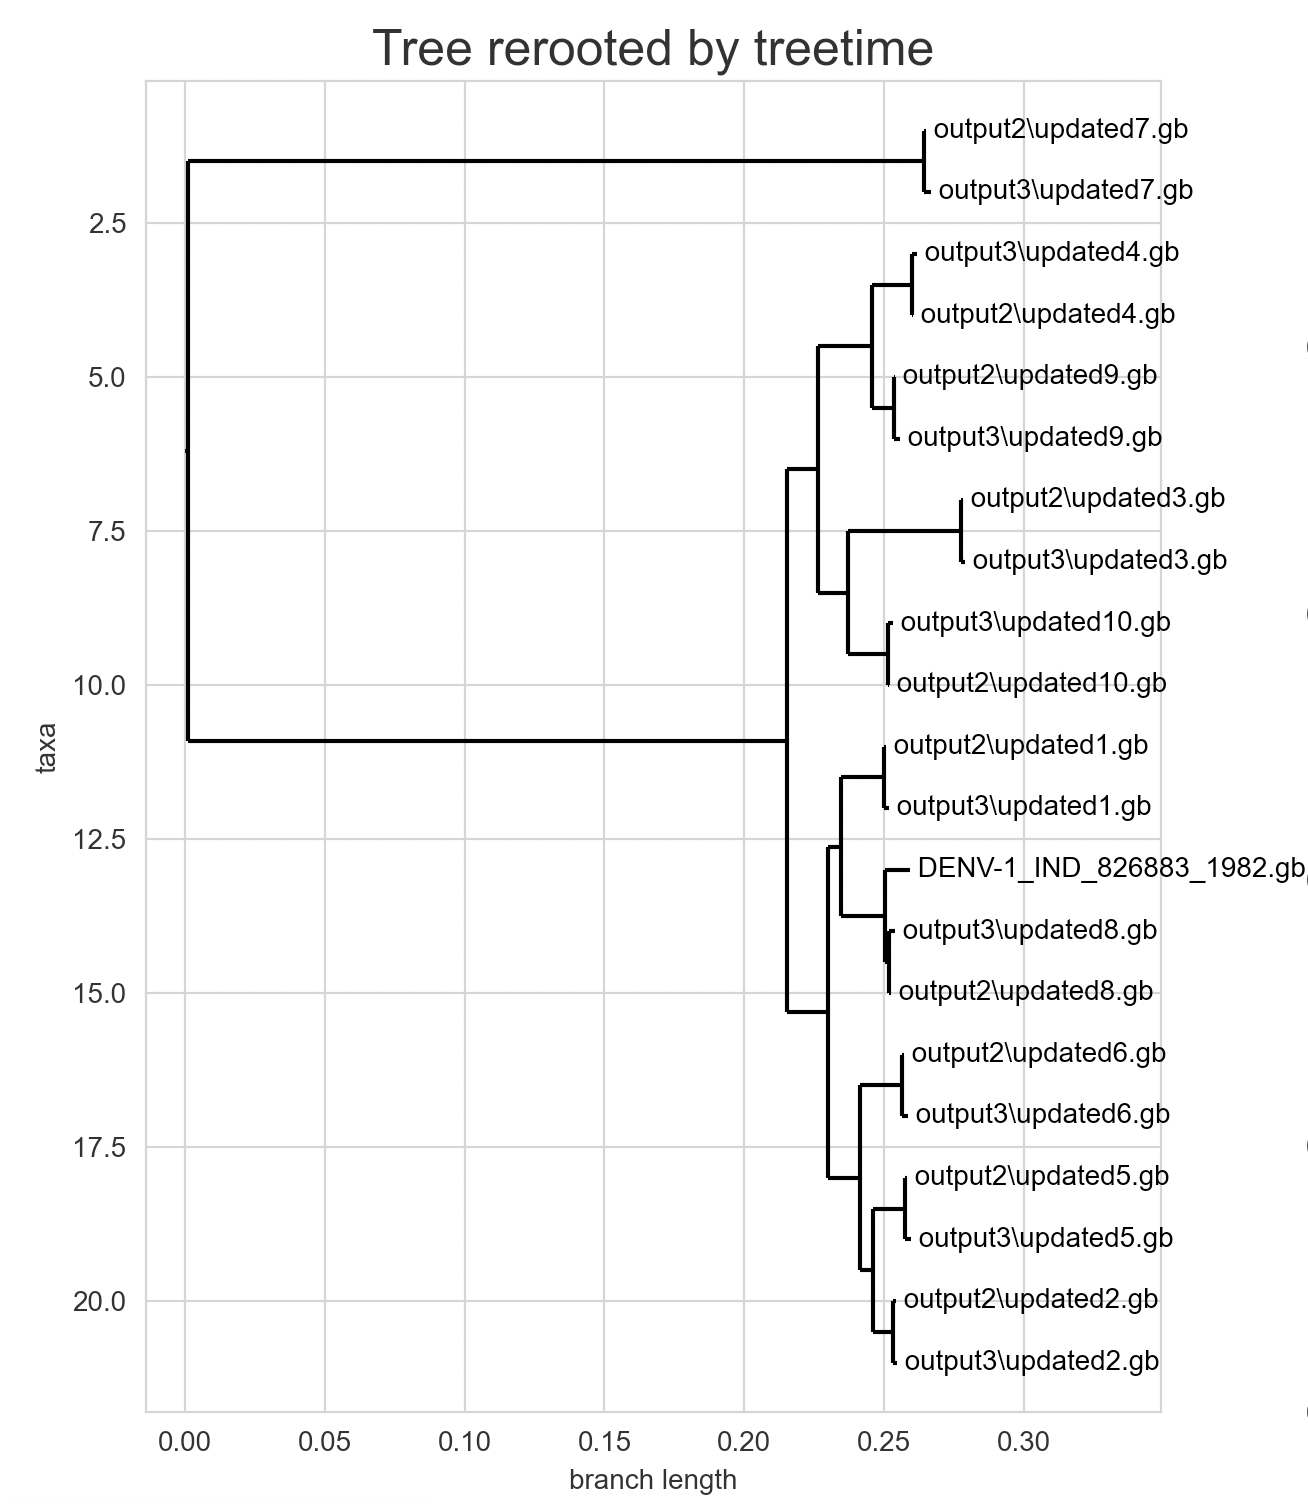 Tree rerooted by treetime
output2\updated7.gb
output3\updated7.gb
2.5
output3\updated4.gb
output2\updated4.gb
5.0
output2\updated9.gb
output3\updated9.gb
output2\updated3.gb
7.5
output3\updated3.gb
output3\updated10.gb
10.0
output2\updated10.gb
taxa
output2\updated1.gb
output3\updated1.gb
12.5
DENV-1_IND_826883_1982.gb
output3\updated8.gb
15.0
output2\updated8.gb
output2\updated6.gb
output3\updated6.gb
17.5
output2\updated5.gb
output3\updated5.gb
20.0
output2\updated2.gb
output3\updated2.gb
0.00 0.05 0.10 0.15 0.20 0.25 0.30
branch length